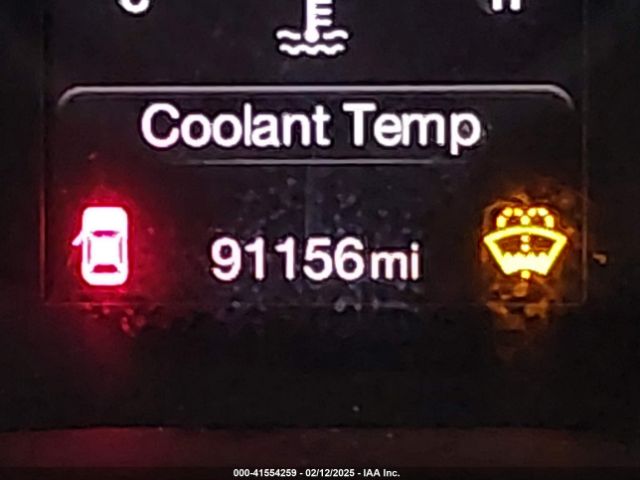 C H
Coolant Temp
91156mi
000-41554259 - 02/12/2025 - IAA Inc.